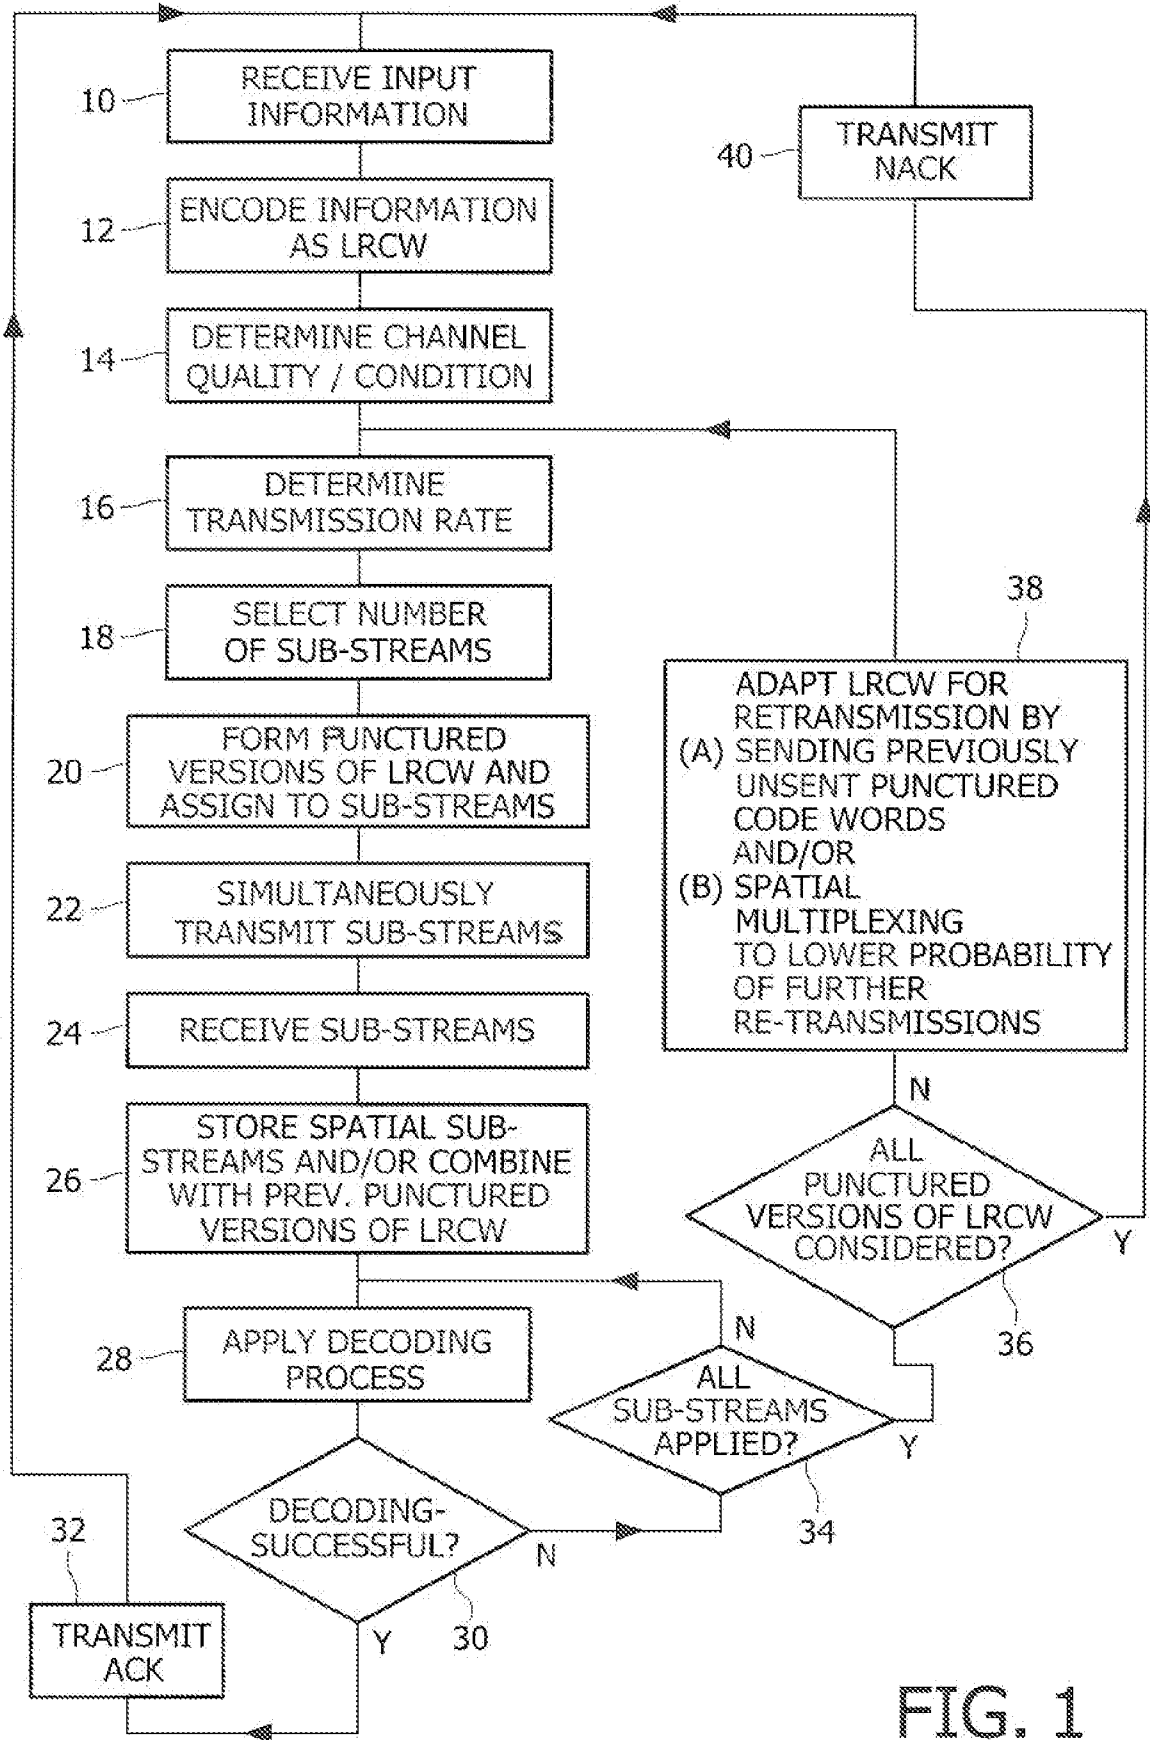 RECEIVE INPUT
INFORMATION
10
TRANSMIT
NACK
40
ENCODE INFORMATION
AS LRCW
12
DETERMINE CHANNEL
QUALITY / CONDITION
14
DETERMINE
TRANSMISSION RATE
16
SELECT NUMBER
OF SUB-STREAMS
18
38
ADAPT LRCW FOR
RETRANSMISSION BY
(A) SENDING PREVIOUSLY
UNSENT PUNCTURED
CODE WORDS
AND/OR
(B) SPATIAL
MULTIPLEXING
TO LOWER PROBABILITY
OF FURTHER
RE-TRANSMISSIONS
FORM PUNCTURED
VERSIONS OF LRCW AND
ASSIGN TO SUB-STREAMS
20
SIMULTANEOUSLY
TRANSMIT SUB-STREAMS
22
RECEIVE SUB-STREAMS
24
STORE SPATIAL SUB-
STREAMS AND/OR COMBINE
WITH PREV. PUNCTURED
VERSIONS OF LRCW
26
N
ALL
PUNCTURED
VERSIONS OF LRCW
CONSIDERED?
Y
36
APPLY DECODING
PROCESS
28
N
ALL
SUB-STREAMS
APPLIED?
Y
34
DECODING-
SUCCESSFUL?
N
30
Y
32
TRANSMIT
ACK
FIG. 1